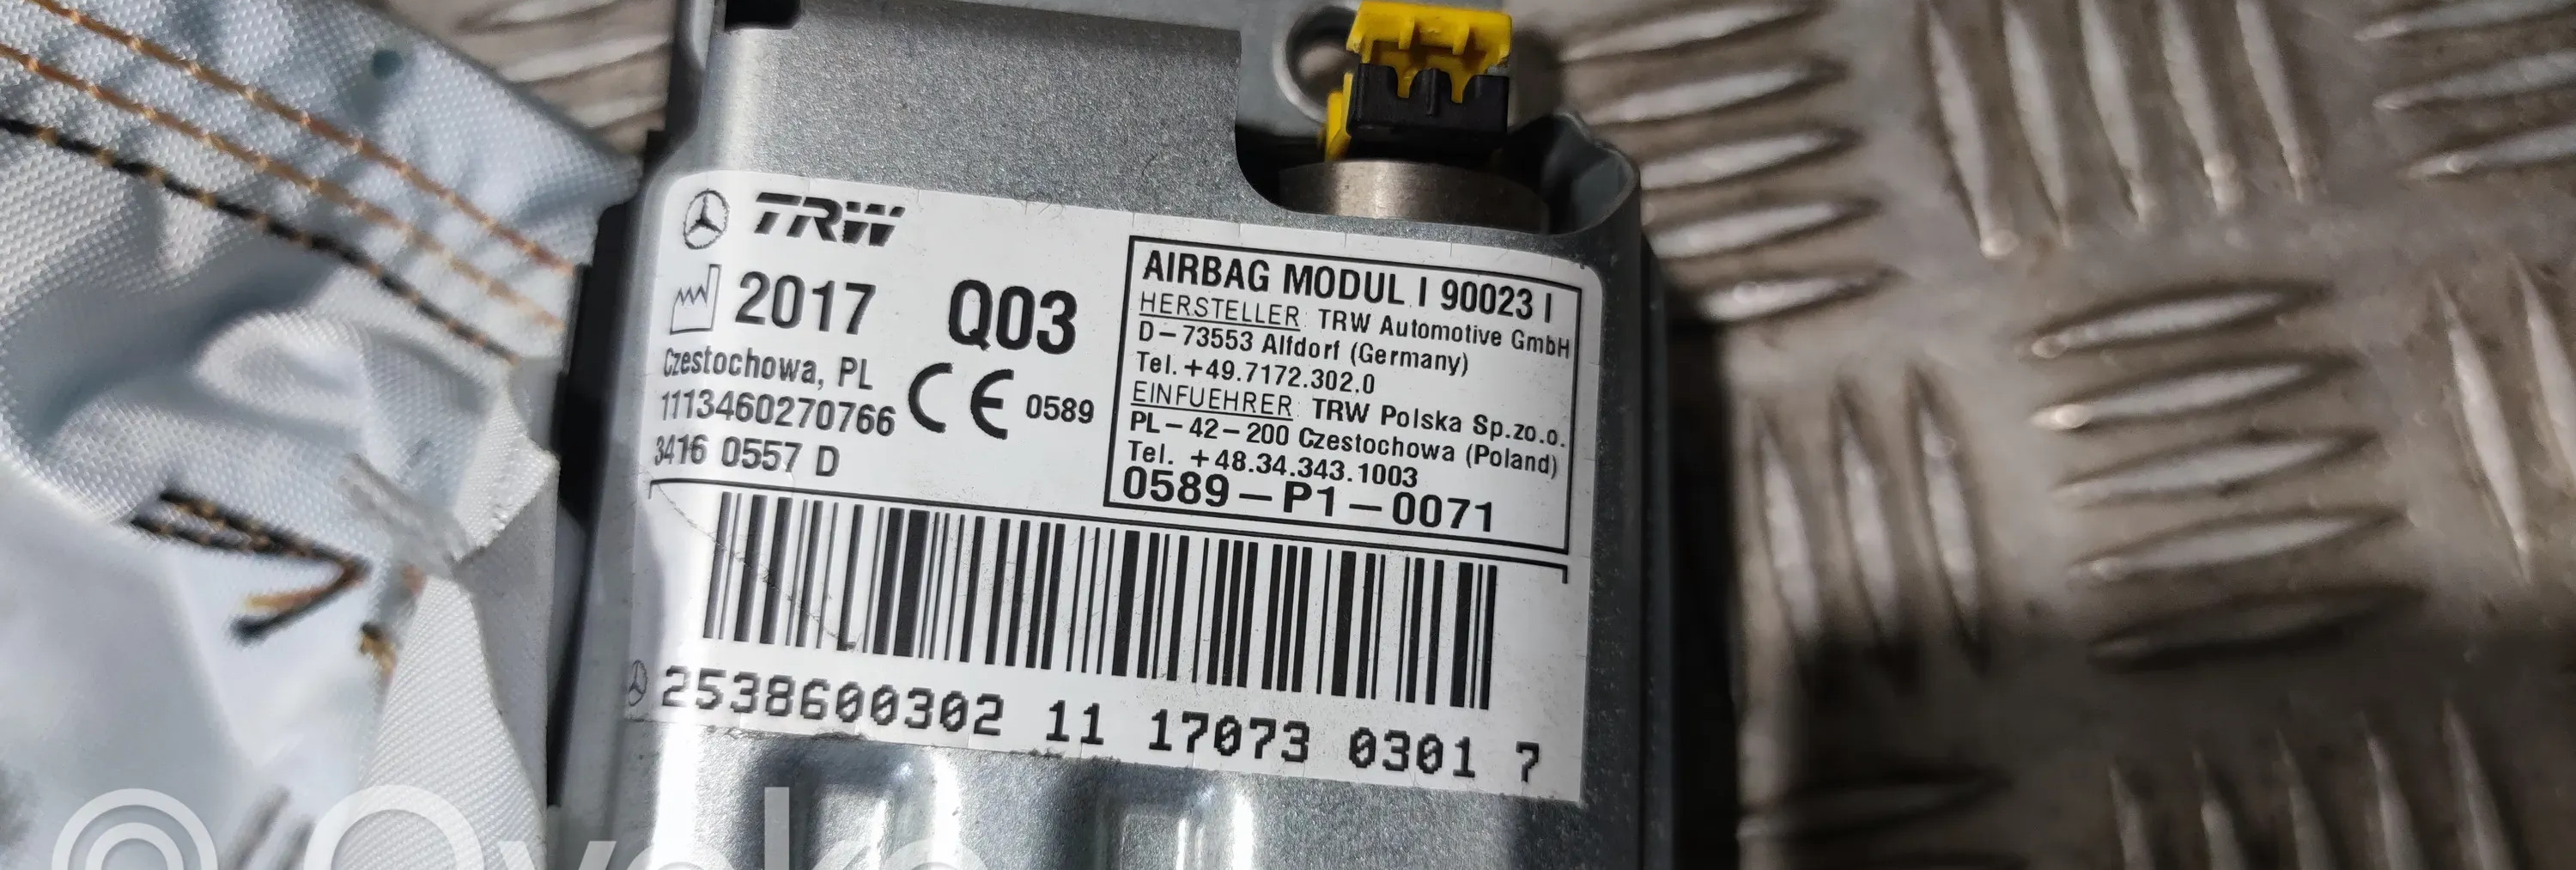 TRW
2017 Q03
Czestochowa, PL
1113460270766
3416 0557 D
CE 0589
AIRBAG MODUL I 90023 I
HERSTELLER: TRW Automotive GmbH
D-73553 Alfdorf (Germany)
Tel. +49.7172.302.0
EINFUEHRER: TRW Polska Sp.zo.o.
PL-42-200 Czestochowa (Poland)
Tel. +48.34.343.1003
0589-P1-0071
2538600302 11 17073 0301 7
Ovoko